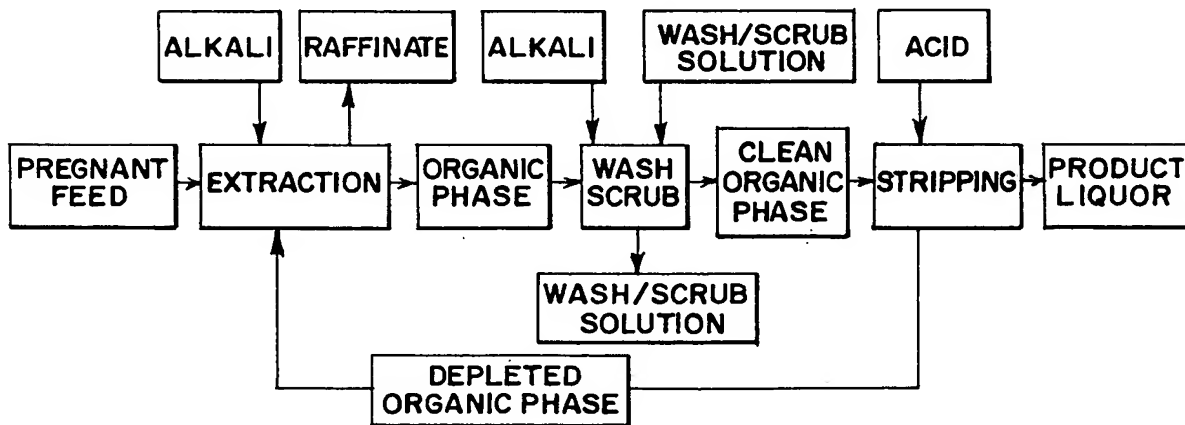 ALKALI
RAFFINATE
ALKALI
WASH/SCRUB
SOLUTION
ACID
PREGNANT
FEED
EXTRACTION
ORGANIC
PHASE
WASH
SCRUB
CLEAN
ORGANIC
PHASE
STRIPPING
PRODUCT
LIQUOR
WASH/SCRUB
SOLUTION
DEPLETED
ORGANIC PHASE